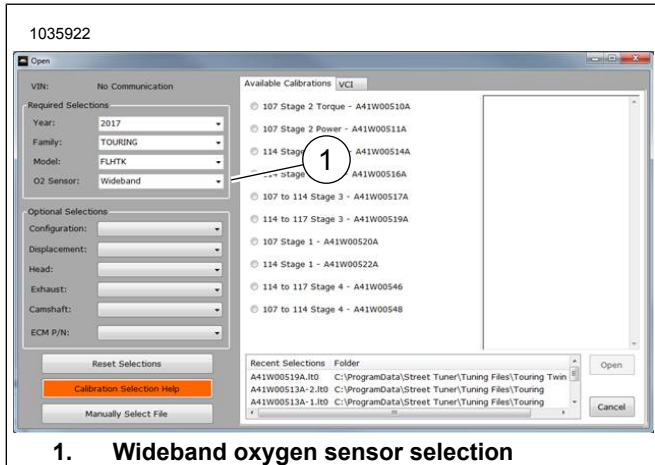 1035922
Open
VIN: No Communication
Required Selections
Year: 2017
Family: TOURING
Model: FLHTK
O2 Sensor: Wideband
Optional Selections
Configuration:
Displacement:
Head:
Exhaust:
Camshaft:
ECM P/N:
Reset Selections
Calibration Selection Help
Manually Select File
Available Calibrations VCI
107 Stage 2 Torque - A41W00510A
107 Stage 2 Power - A41W00511A
114 Stage A41W00514A
114 Stage A41W00516A
107 to 114 Stage 3 - A41W00517A
114 to 117 Stage 3 - A41W00519A
107 Stage 1 - A41W00520A
114 Stage 1 - A41W00522A
114 to 117 Stage 4 - A41W00546
107 to 114 Stage 4 - A41W00548
1
Recent Selections Folder
A41W00519A.lt0 C:\ProgramData\Street Tuner\Tuning Files\Touring Twin
A41W00513A-2.lt0 C:\ProgramData\Street Tuner\Tuning Files\Touring
A41W00513A-1.lt0 C:\ProgramData\Street Tuner\Tuning Files\Touring
Open
Cancel
1. Wideband oxygen sensor selection